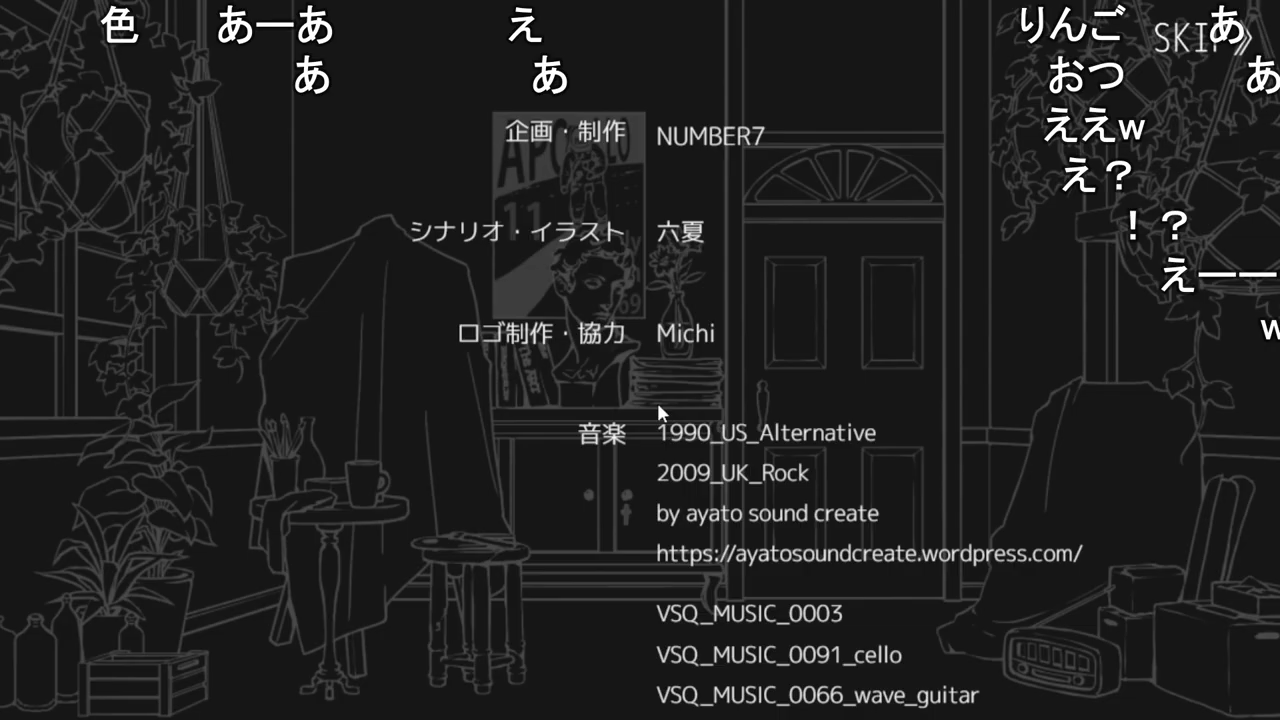 色 あーあ え りんご あ
SKIP》
あ あ おつ あ
企画・制作 NUMBER7
ええw
え？
シナリオ・イラスト 六夏
！？
えーー
ロゴ制作・協力 Michi
w
音楽 1990_US_Alternative
2009_UK_Rock
by ayato sound create
https://ayatosoundcreate.wordpress.com/
VSQ_MUSIC_0003
VSQ_MUSIC_0091_cello
VSQ_MUSIC_0066_wave_guitar
11